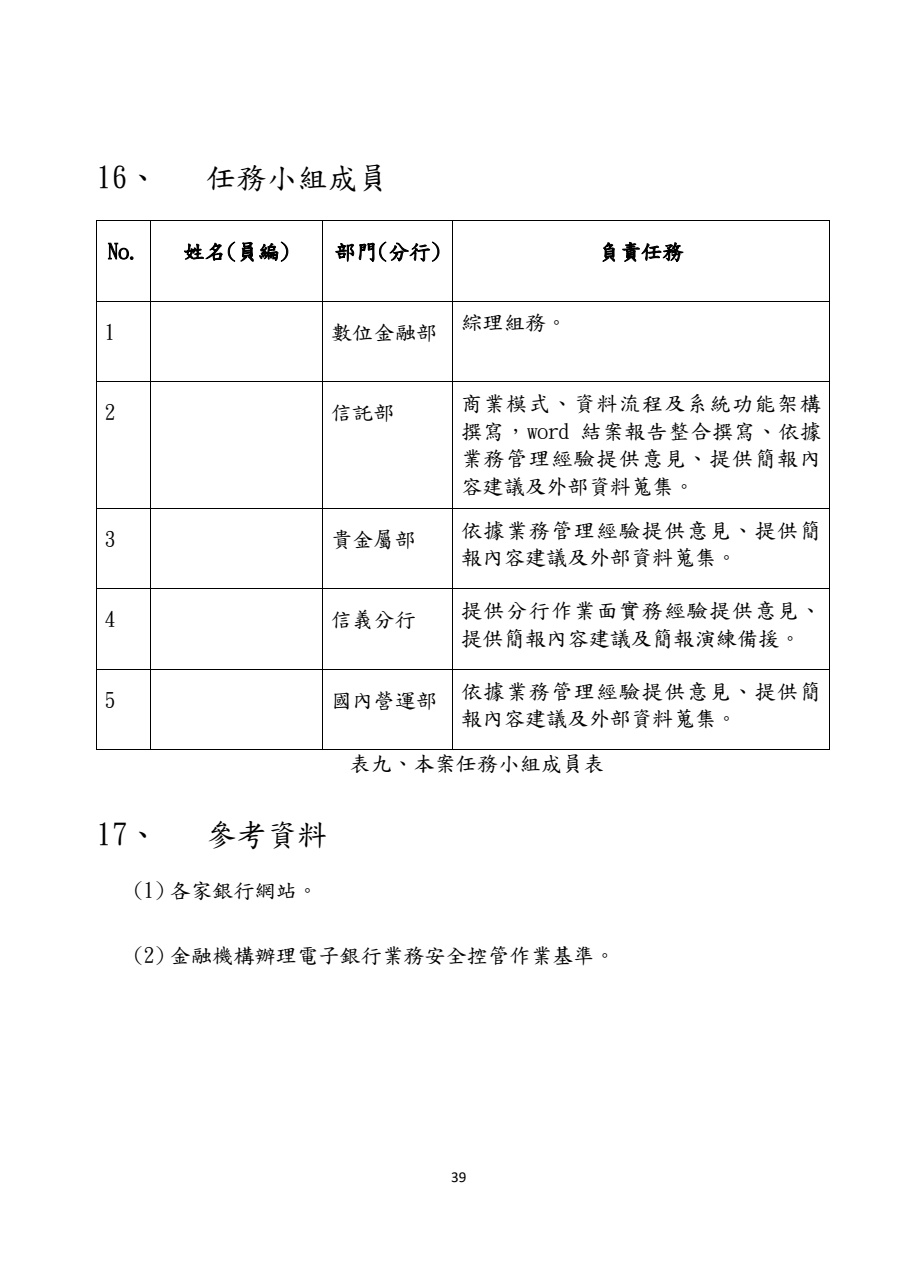 16、 任務小組成員
No. 姓名(員編) 部門(分行) 負責任務
1 數位金融部 綜理組務。
2 信託部 商業模式、資料流程及系統功能架構
撰寫，word 結案報告整合撰寫、依據
業務管理經驗提供意見、提供簡報內
容建議及外部資料蒐集。
3 貴金屬部 依據業務管理經驗提供意見、提供簡
報內容建議及外部資料蒐集。
4 信義分行 提供分行作業面實務經驗提供意見、
提供簡報內容建議及簡報演練備援。
5 國內營運部 依據業務管理經驗提供意見、提供簡
報內容建議及外部資料蒐集。
表九、本案任務小組成員表
17、 參考資料
(1)各家銀行網站。
(2)金融機構辦理電子銀行業務安全控管作業基準。
39